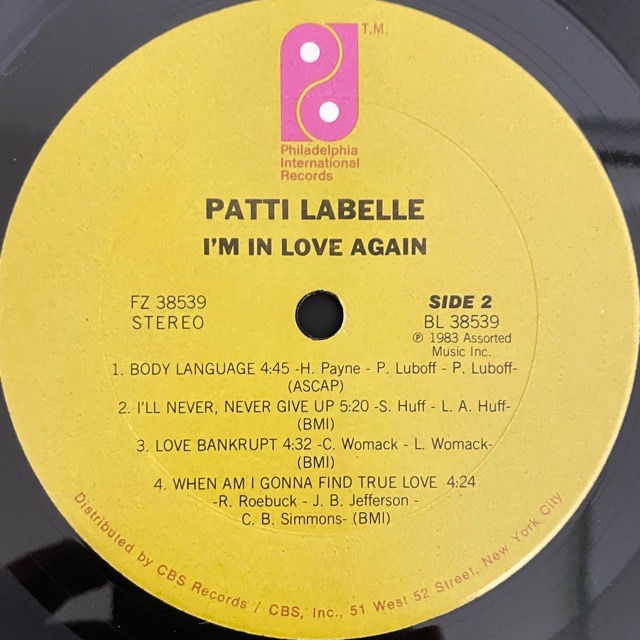 T.M.
Philadelphia
International
Records
PATTI LABELLE
I'M IN LOVE AGAIN
FZ 38539
STEREO
SIDE 2
BL 38539
℗ 1983 Assorted
Music Inc.
1. BODY LANGUAGE 4:45 -H. Payne - P. Luboff - P. Luboff-
(ASCAP)
2. I'LL NEVER, NEVER GIVE UP 5:20 -S. Huff - L. A. Huff-
(BMI)
3. LOVE BANKRUPT 4:32 -C. Womack - L. Womack-
(BMI)
4. WHEN AM I GONNA FIND TRUE LOVE 4:24
-R. Roebuck - J. B. Jefferson -
C. B. Simmons- (BMI)
Distributed by CBS Records / CBS, Inc., 51 West 52 Street, New York City